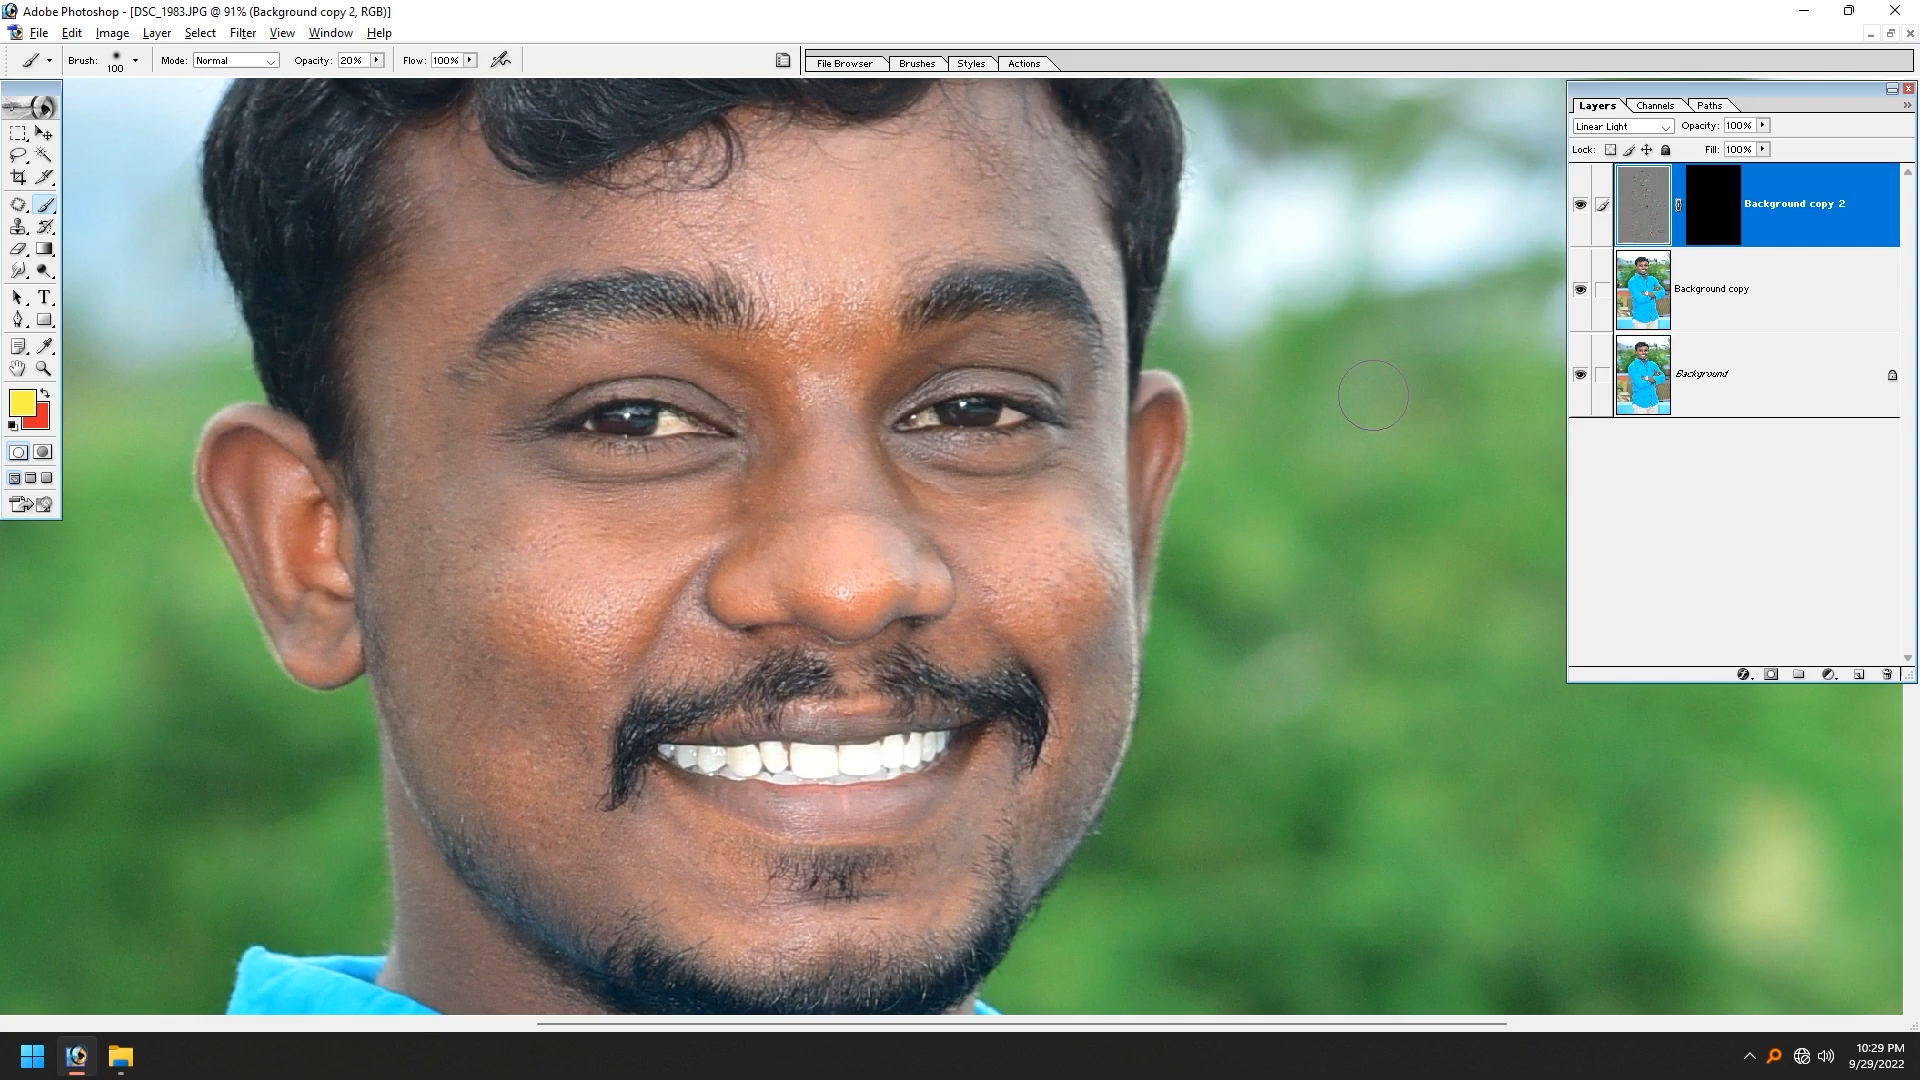 Adobe Photoshop - [DSC_1983.JPG @ 91% (Background copy 2, RGB)]
File Edit Image Layer Select Filter View Window Help
Brush: 100 Mode: Normal Opacity: 20% Flow: 100% File Browser Brushes Styles Actions
Layers Channels Paths
Linear Light Opacity: 100%
Lock: Fill: 100%
Background copy 2
Background copy
Background
T
10:29 PM
9/29/2022